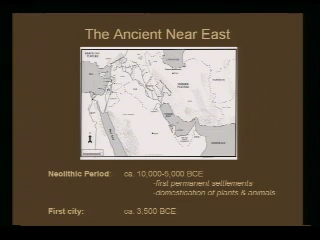 The Ancient Near East
Neolithic Period: ca. 10,000-5,000 BCE
-first permanent settlements
-domestication of plants & animals
First city: ca. 3,500 BCE